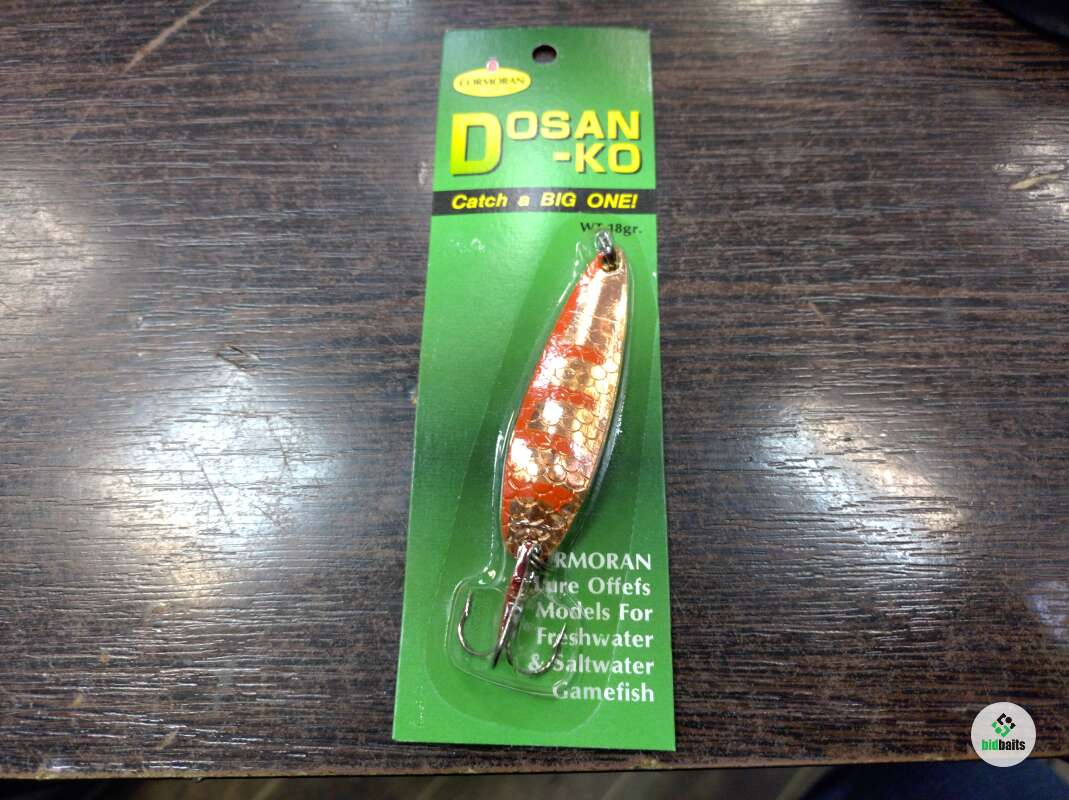 CORMORAN
DOSAN
-KO
Catch a BIG ONE!
WT 18gr.
RMORAN
ure Offefs
Models For
Freshwater
& Saltwater
Gamefish
bidbaits